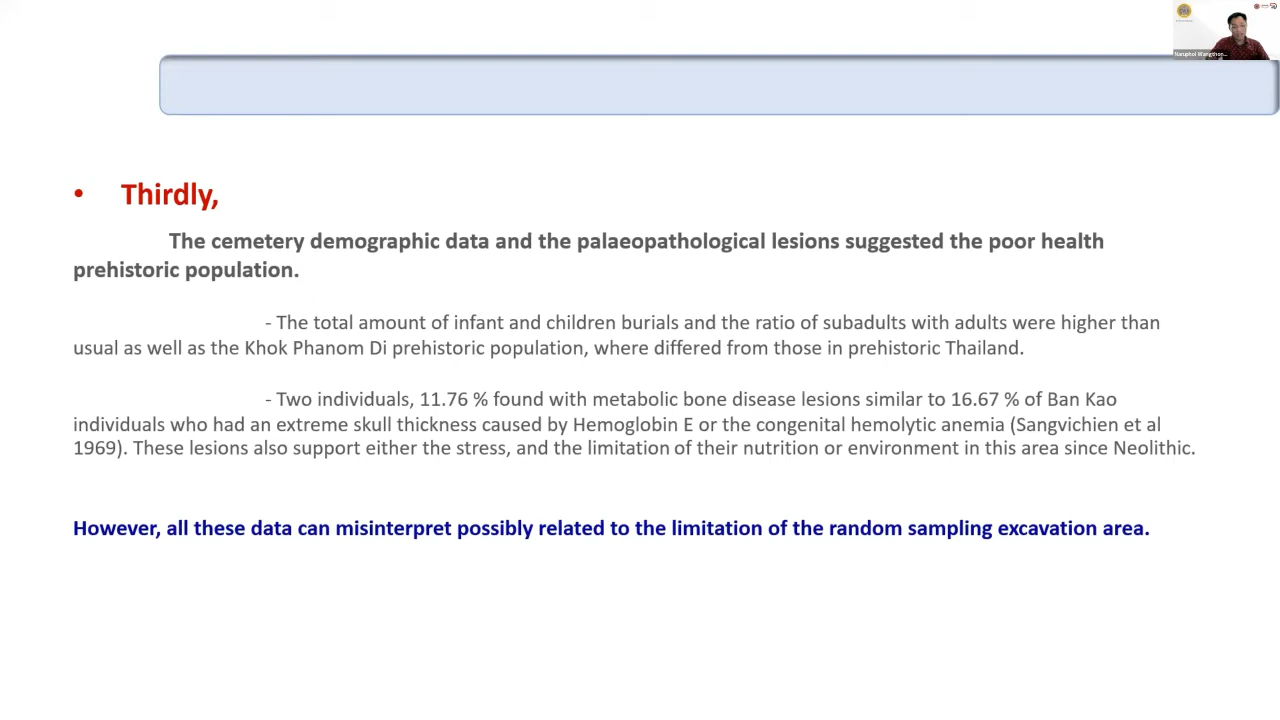 Naruphol Wangthon...
• Thirdly,
The cemetery demographic data and the palaeopathological lesions suggested the poor health
prehistoric population.
- The total amount of infant and children burials and the ratio of subadults with adults were higher than
usual as well as the Khok Phanom Di prehistoric population, where differed from those in prehistoric Thailand.
- Two individuals, 11.76 % found with metabolic bone disease lesions similar to 16.67 % of Ban Kao
individuals who had an extreme skull thickness caused by Hemoglobin E or the congenital hemolytic anemia (Sangvichien et al
1969). These lesions also support either the stress, and the limitation of their nutrition or environment in this area since Neolithic.
However, all these data can misinterpret possibly related to the limitation of the random sampling excavation area.